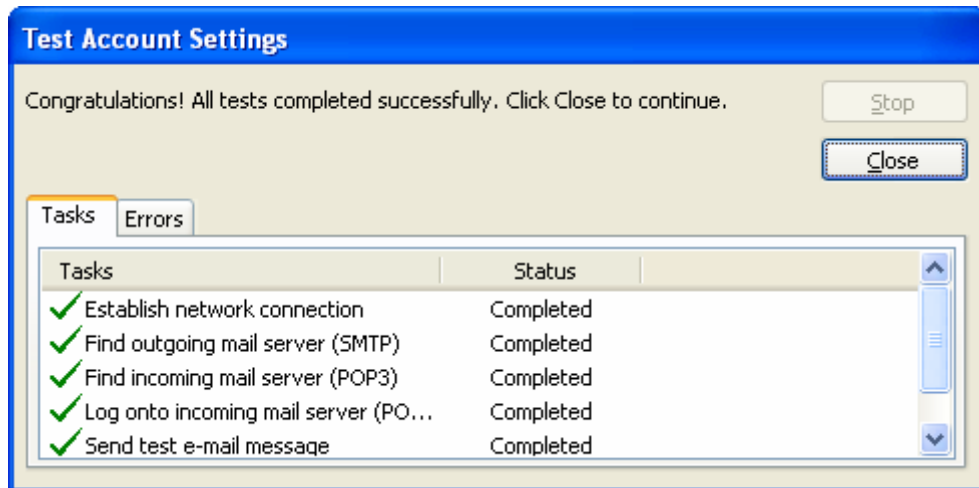 Test Account Settings
Congratulations! All tests completed successfully. Click Close to continue.
Stop
Close
Tasks Errors
Tasks Status
Establish network connection Completed
Find outgoing mail server (SMTP) Completed
Find incoming mail server (POP3) Completed
Log onto incoming mail server (PO... Completed
Send test e-mail message Completed